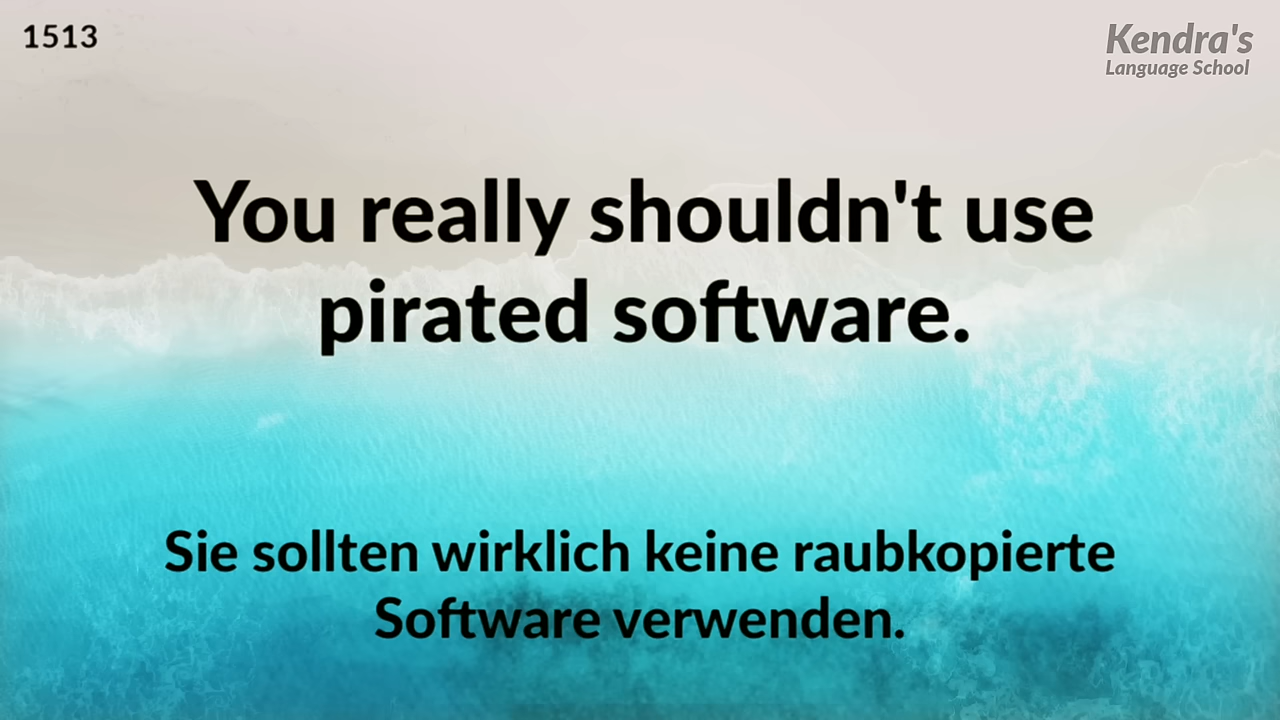 1513
Kendra's
Language School
You really shouldn't use
pirated software.
Sie sollten wirklich keine raubkopierte
Software verwenden.